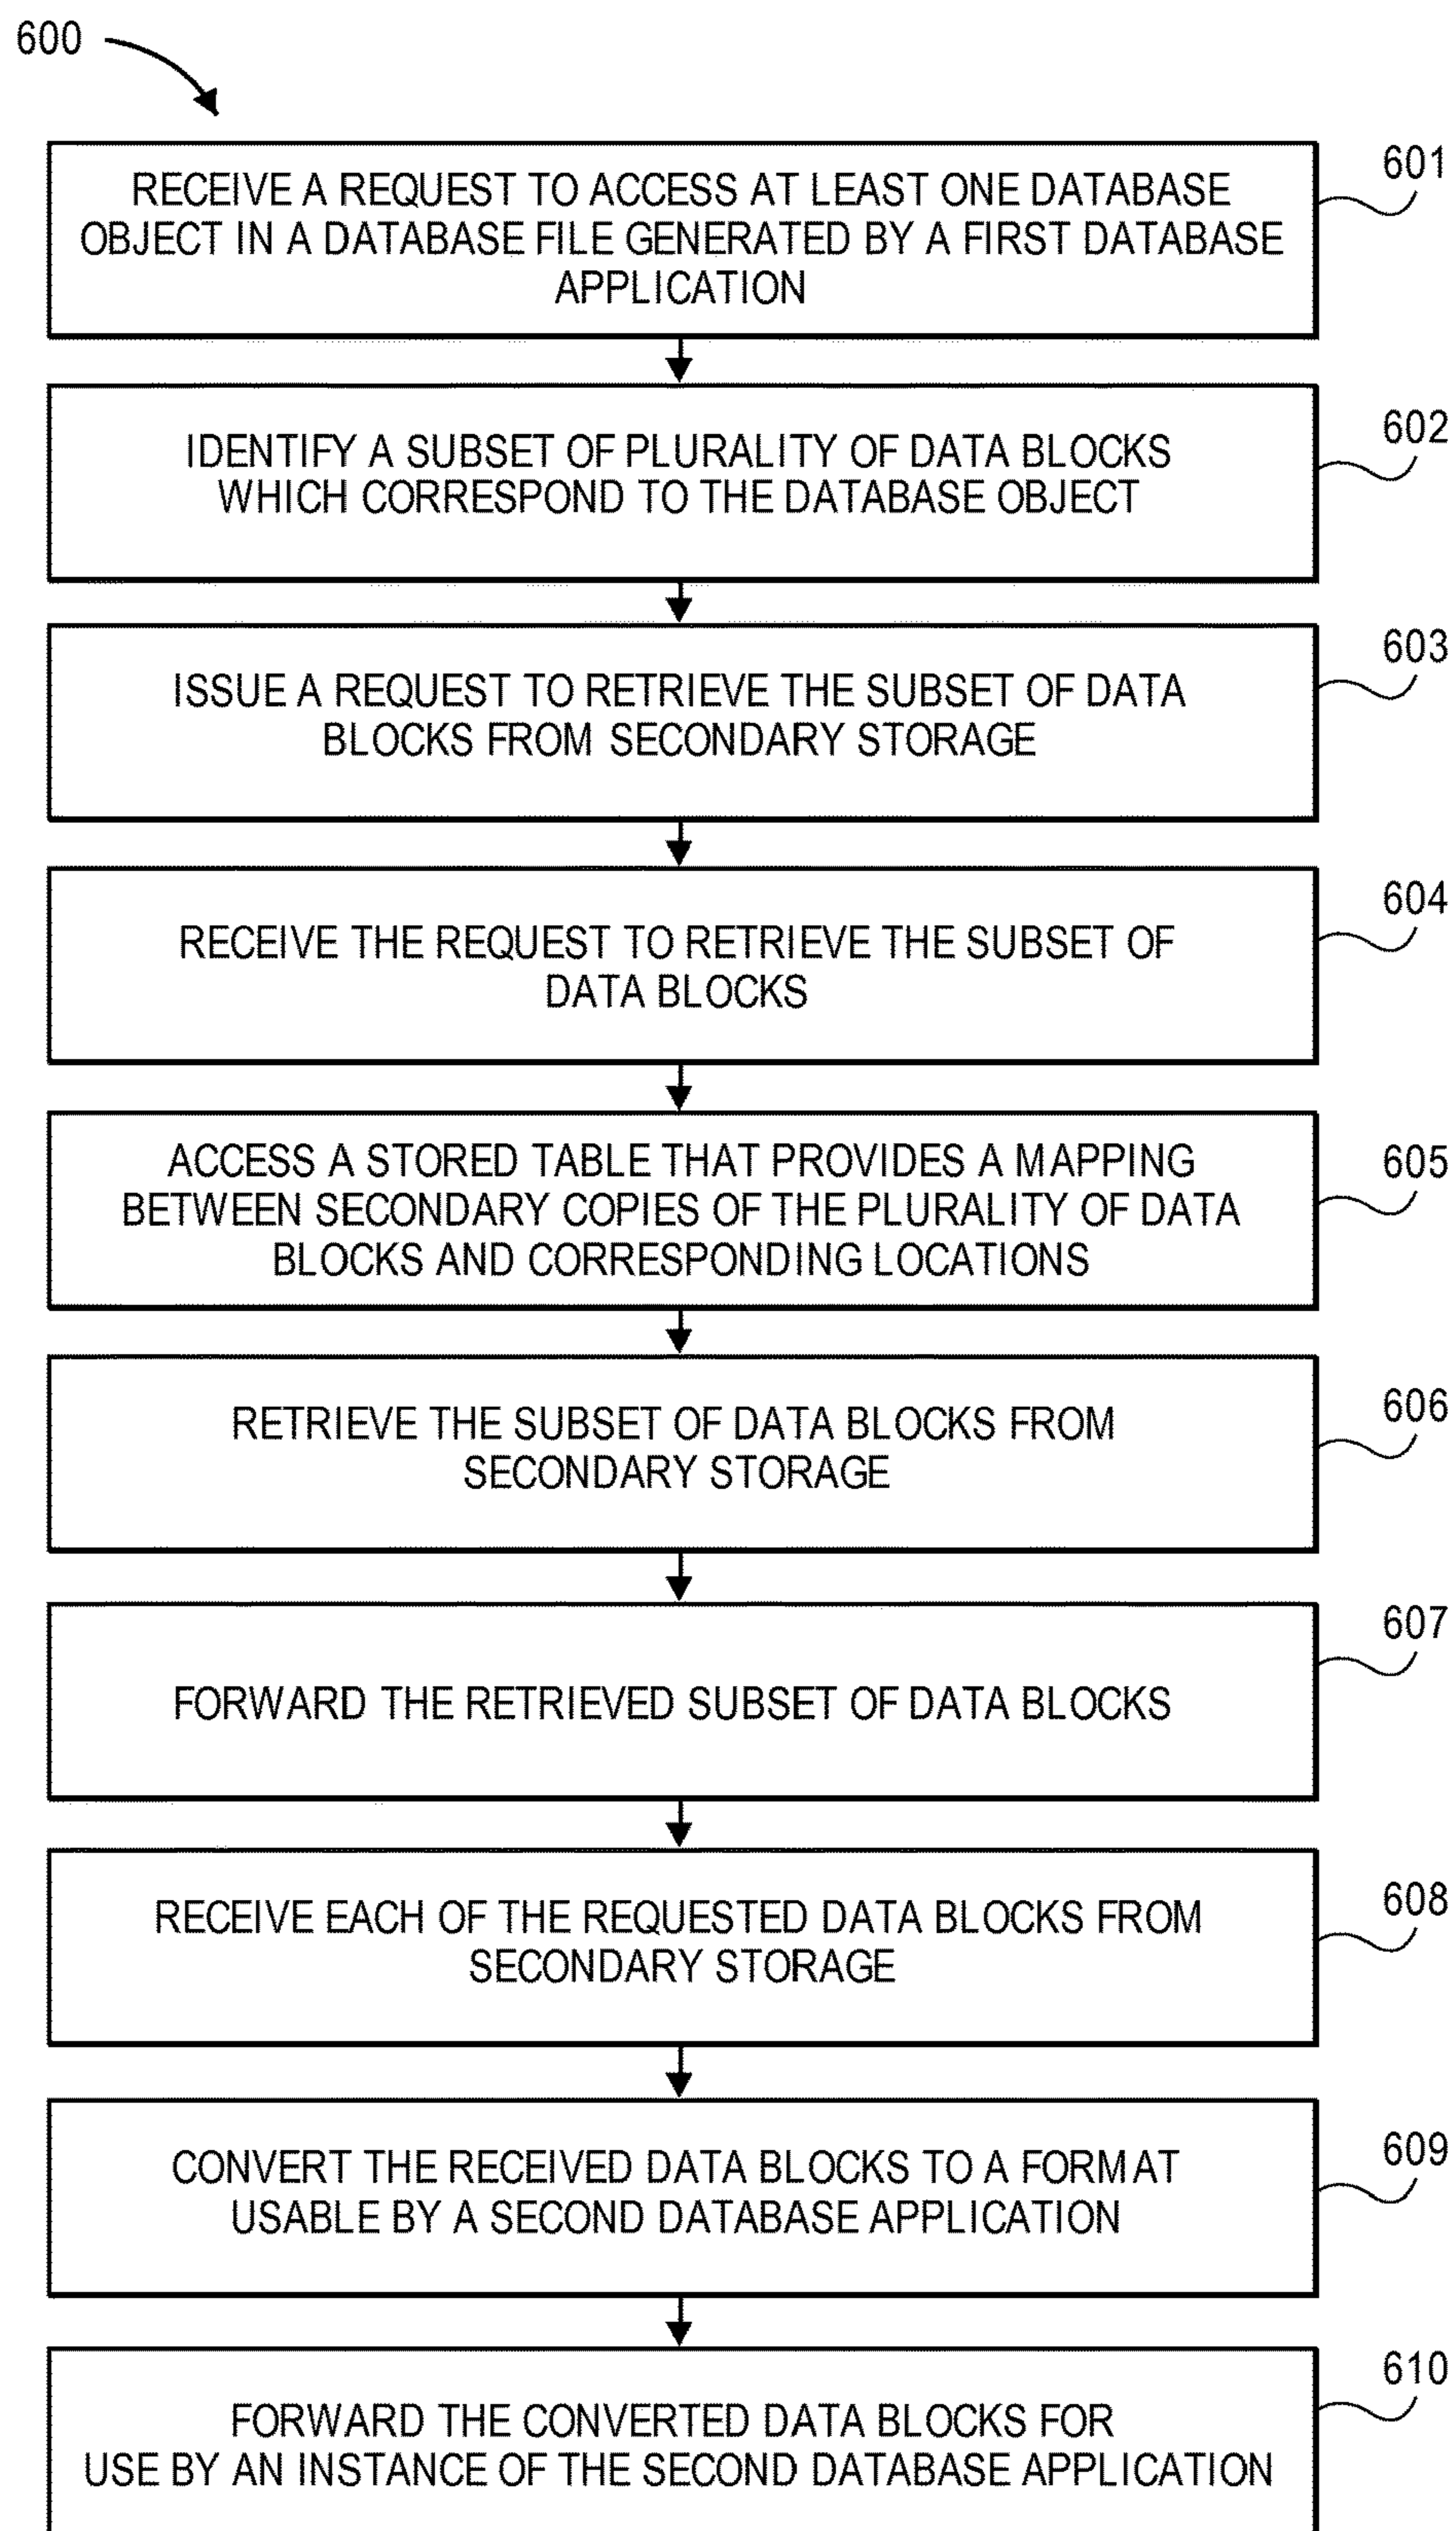 600
RECEIVE A REQUEST TO ACCESS AT LEAST ONE DATABASE
OBJECT IN A DATABASE FILE GENERATED BY A FIRST DATABASE
APPLICATION
601
IDENTIFY A SUBSET OF PLURALITY OF DATA BLOCKS
WHICH CORRESPOND TO THE DATABASE OBJECT
602
ISSUE A REQUEST TO RETRIEVE THE SUBSET OF DATA
BLOCKS FROM SECONDARY STORAGE
603
RECEIVE THE REQUEST TO RETRIEVE THE SUBSET OF
DATA BLOCKS
604
ACCESS A STORED TABLE THAT PROVIDES A MAPPING
BETWEEN SECONDARY COPIES OF THE PLURALITY OF DATA
BLOCKS AND CORRESPONDING LOCATIONS
605
RETRIEVE THE SUBSET OF DATA BLOCKS FROM
SECONDARY STORAGE
606
FORWARD THE RETRIEVED SUBSET OF DATA BLOCKS
607
RECEIVE EACH OF THE REQUESTED DATA BLOCKS FROM
SECONDARY STORAGE
608
CONVERT THE RECEIVED DATA BLOCKS TO A FORMAT
USABLE BY A SECOND DATABASE APPLICATION
609
FORWARD THE CONVERTED DATA BLOCKS FOR
USE BY AN INSTANCE OF THE SECOND DATABASE APPLICATION
610